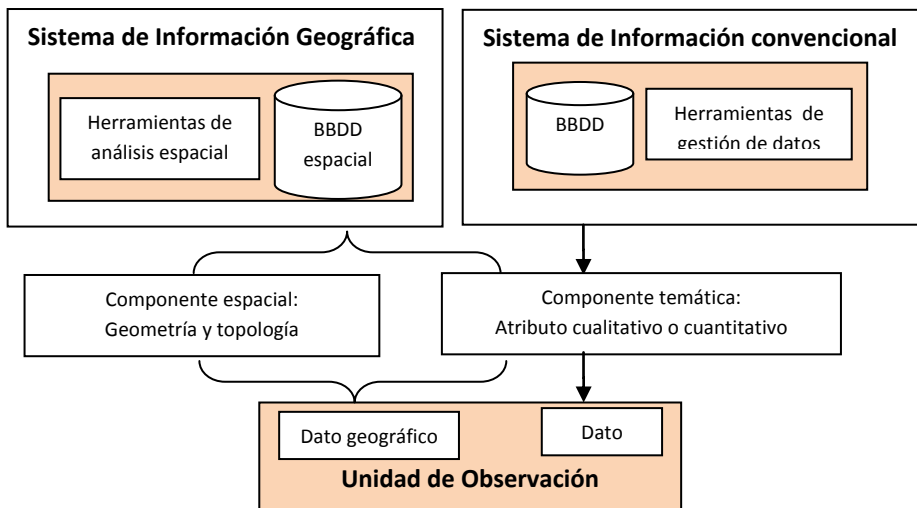 Sistema de Información Geográfica
Herramientas de
análisis espacial
BBDD
espacial
Sistema de Información convencional
BBDD
Herramientas de
gestión de datos
Componente espacial:
Geometría y topología
Componente temática:
Atributo cualitativo o cuantitativo
Dato geográfico
Dato
Unidad de Observación